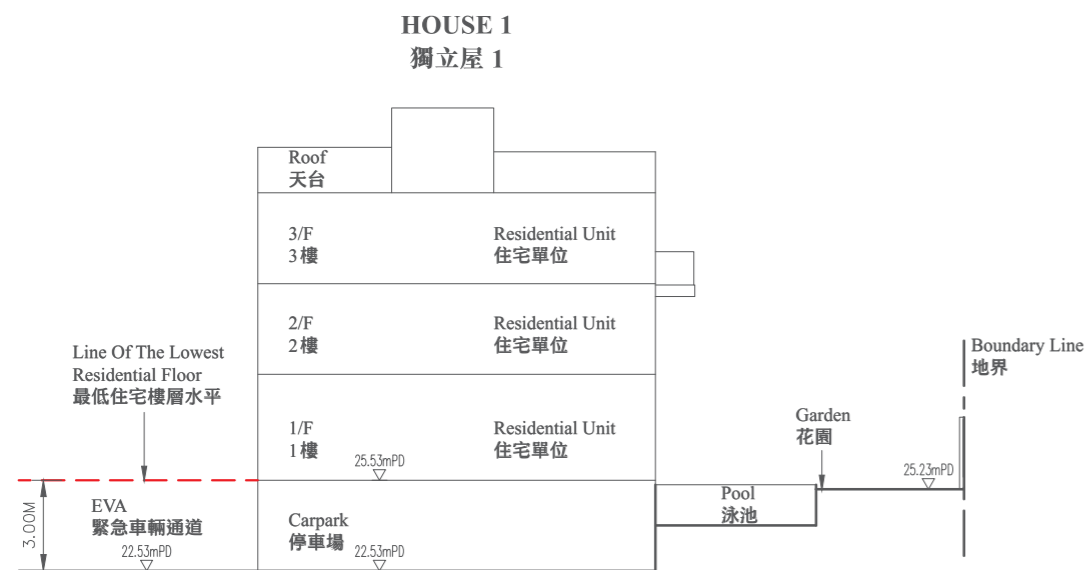 HOUSE 1
獨立屋 1
Roof
天台
3/F
3樓
Residential Unit
住宅單位
2/F
2樓
Residential Unit
住宅單位
Line Of The Lowest
Residential Floor
最低住宅樓層水平
Boundary Line
地界
1/F
1樓
Residential Unit
住宅單位
25.53mPD
Garden
花園
25.23mPD
3.00M
EVA
緊急車輛通道
22.53mPD
Carpark
停車場
22.53mPD
Pool
泳池